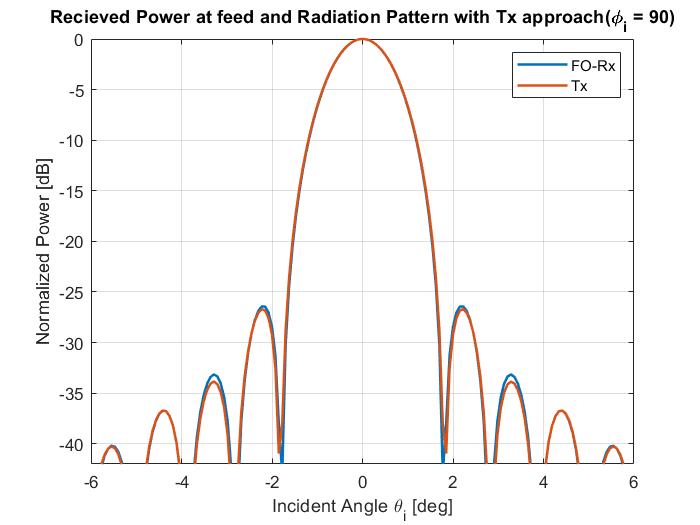 Recieved Power at feed and Radiation Pattern with Tx approach(ϕi = 90)
FO-Rx
Tx
Normalized Power [dB]
0
-5
-10
-15
-20
-25
-30
-35
-40
-6 -4 -2 0 2 4 6
Incident Angle θi [deg]